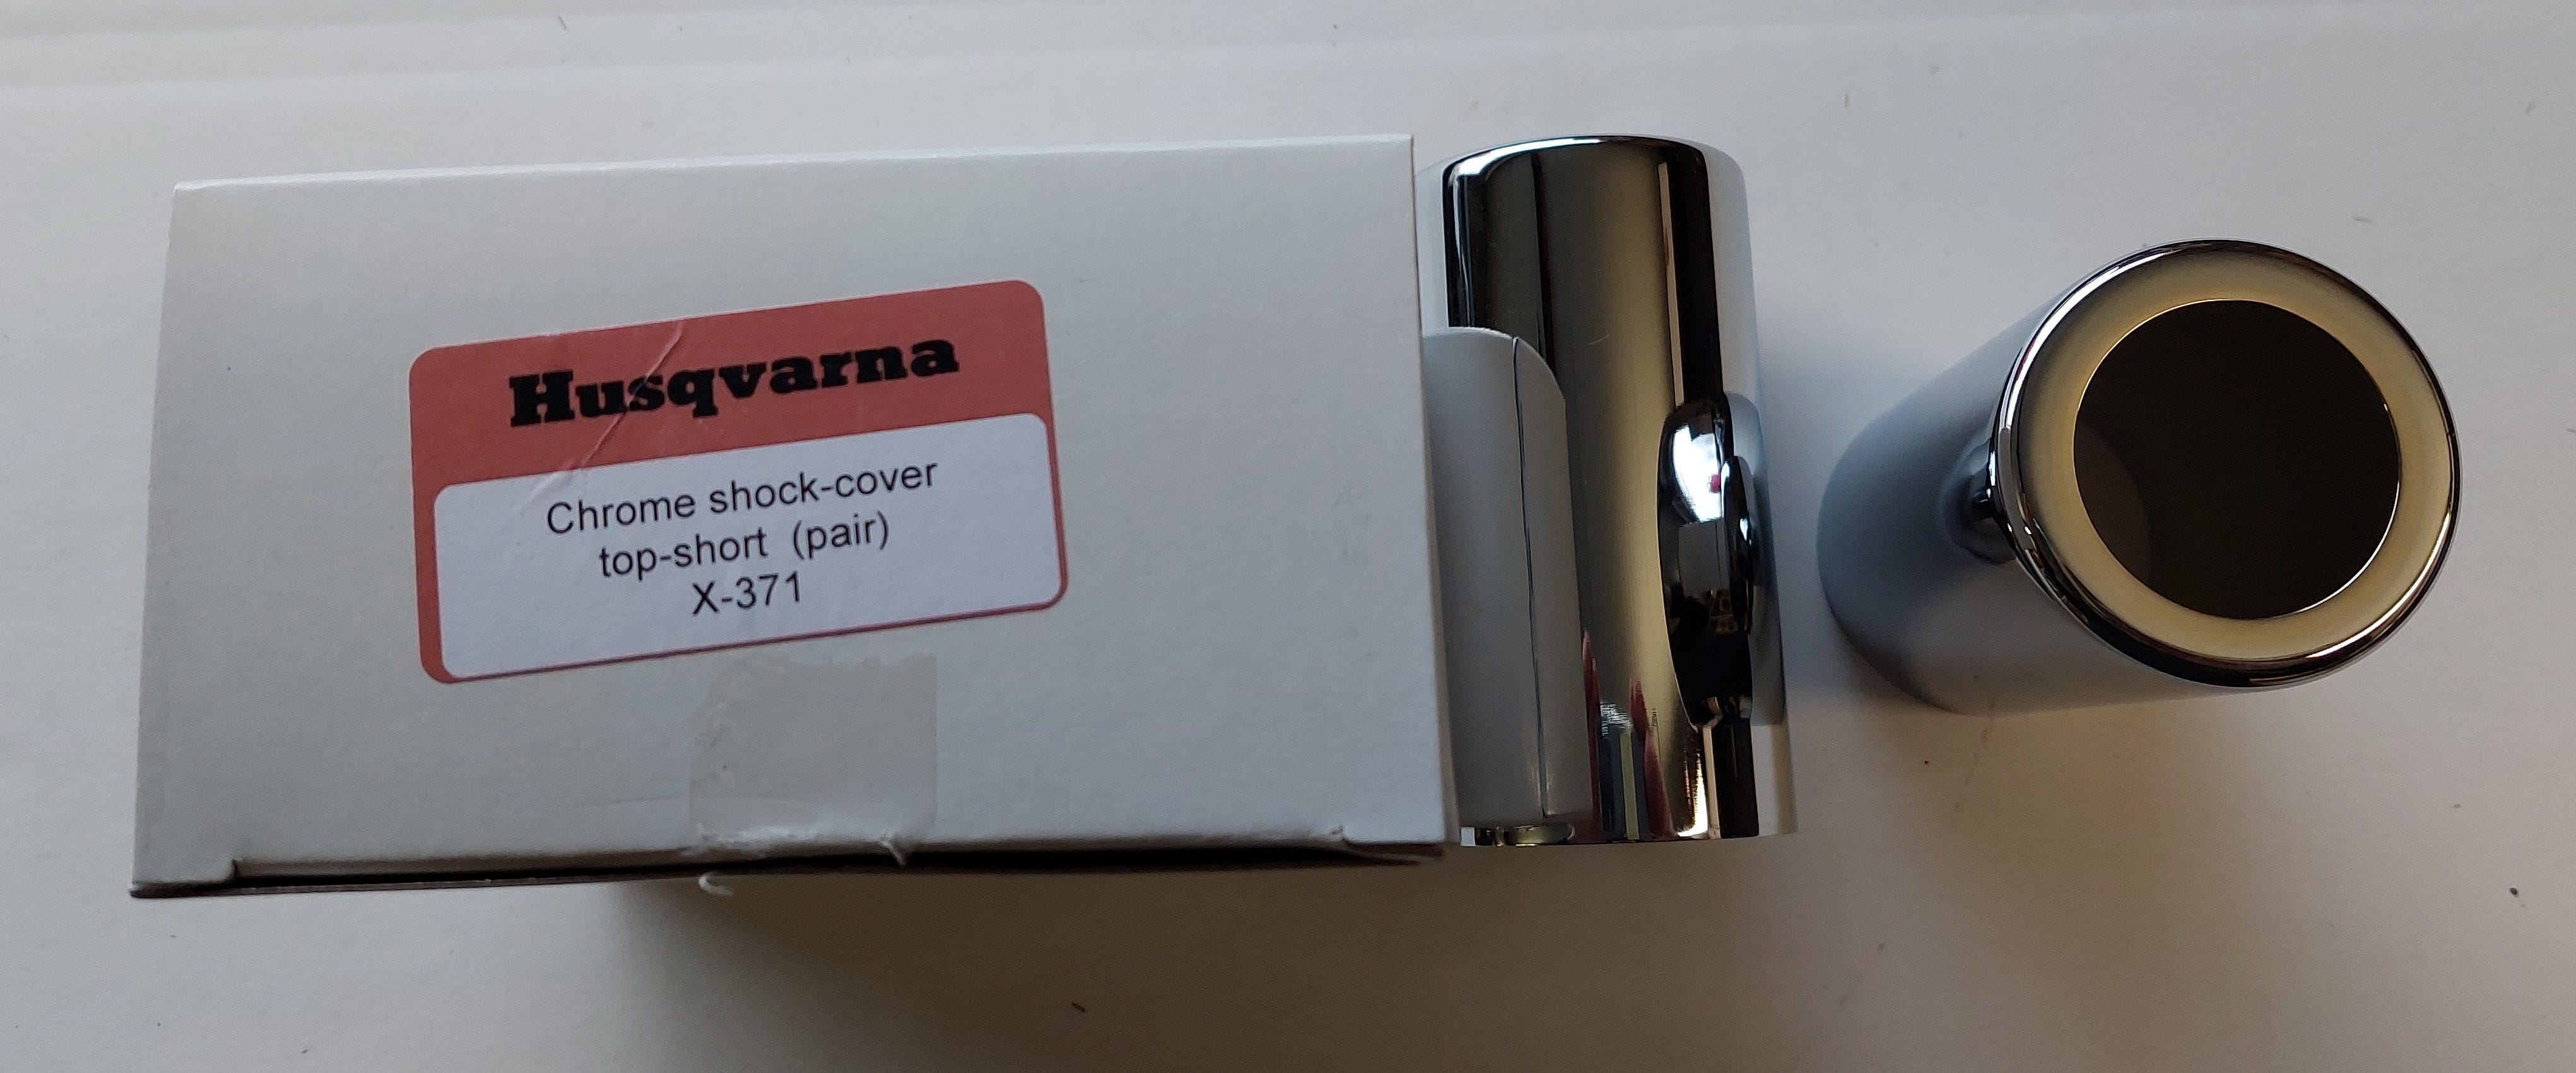 Husqvarna
Chrome shock-cover
top-short (pair)
X-371